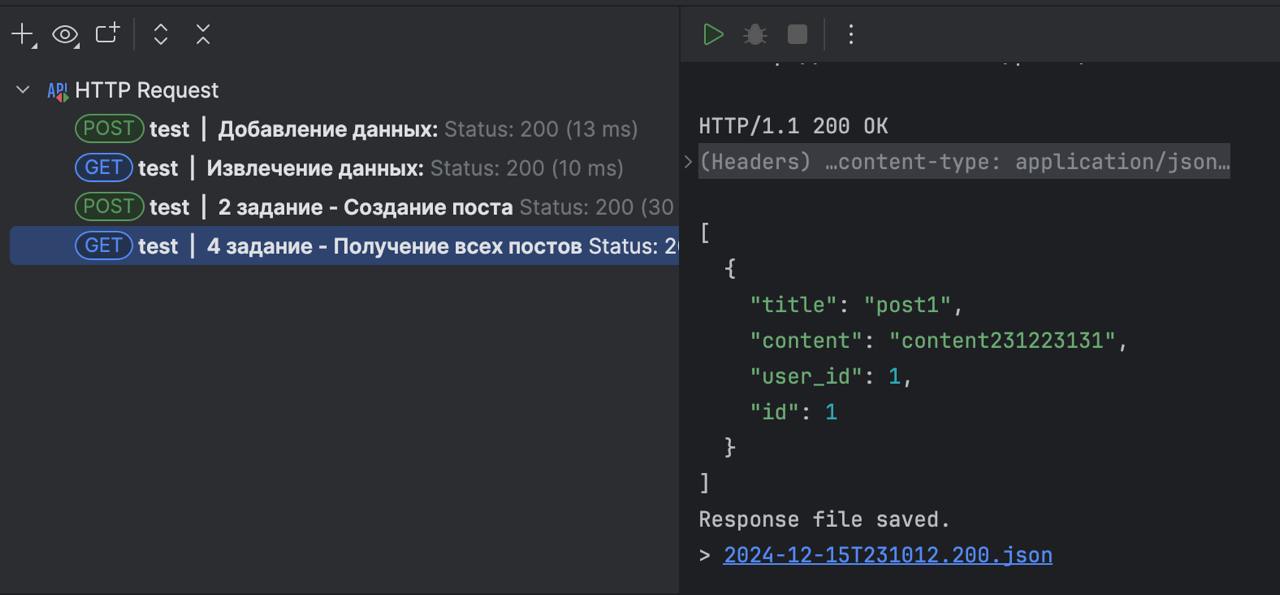 API HTTP Request
POST test | Добавление данных: Status: 200 (13 ms)
GET test | Извлечение данных: Status: 200 (10 ms)
POST test | 2 задание - Создание поста Status: 200 (30
GET test | 4 задание - Получение всех постов Status: 20
HTTP/1.1 200 OK
(Headers) …content-type: application/json…
[
{
"title": "post1",
"content": "content231223131",
"user_id": 1,
"id": 1
}
]
Response file saved.
> 2024-12-15T231012.200.json